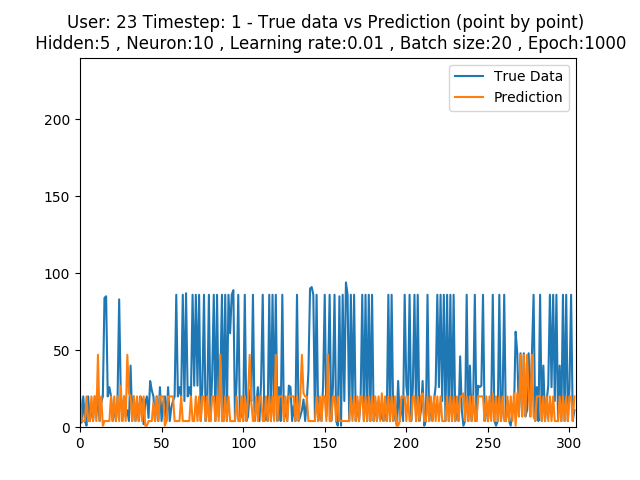 User: 23 Timestep: 1 - True data vs Prediction (point by point)
Hidden:5 , Neuron:10 , Learning rate:0.01 , Batch size:20 , Epoch:1000
True Data
Prediction
200
150
100
50
0
0 50 100 150 200 250 300